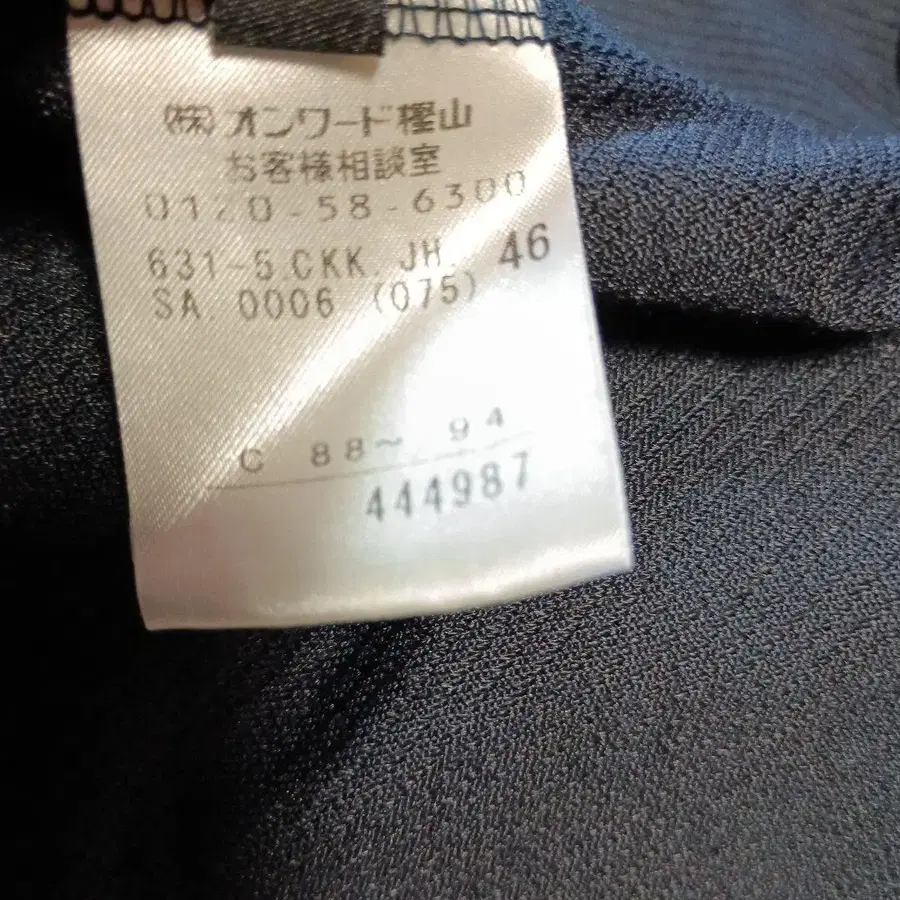 ㈱オンワード樫山
お客様相談室
0120-58-6300
631-5.CKK.JH. 46
SA. 0006 (075)
C 88~ 94
444987